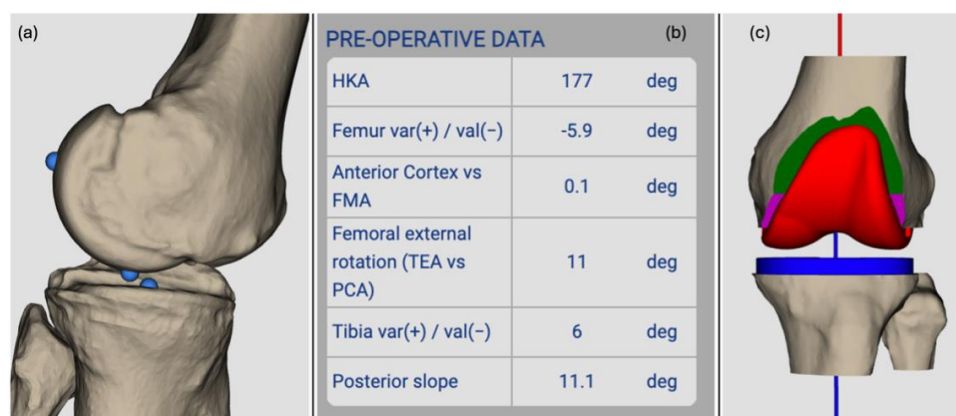 (a)
PRE-OPERATIVE DATA
(b)
HKA 177 deg
Femur var(+) / val(−) -5.9 deg
Anterior Cortex vs
FMA 0.1 deg
Femoral external
rotation (TEA vs
PCA) 11 deg
Tibia var(+) / val(−) 6 deg
Posterior slope 11.1 deg
(c)